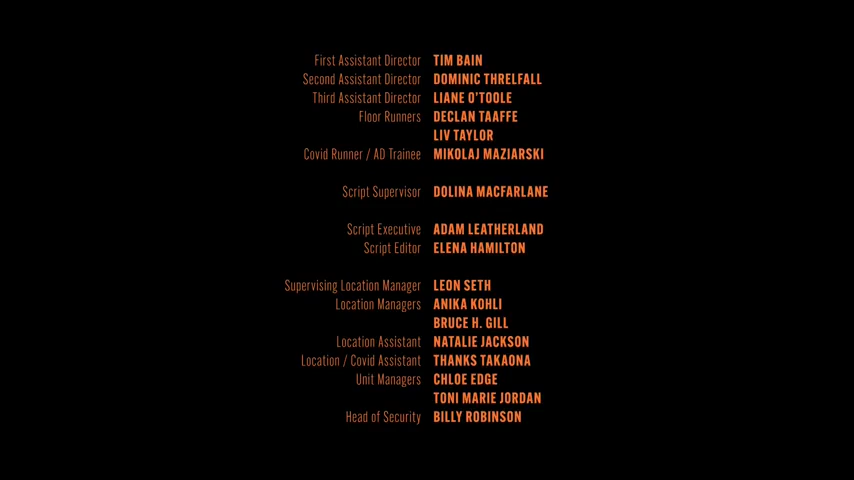 First Assistant Director TIM BAIN
Second Assistant Director DOMINIC THRELFALL
Third Assistant Director LIANE O'TOOLE
Floor Runners DECLAN TAAFFE
LIV TAYLOR
Covid Runner / AD Trainee MIKOLAJ MAZIARSKI
Script Supervisor DOLINA MACFARLANE
Script Executive ADAM LEATHERLAND
Script Editor ELENA HAMILTON
Supervising Location Manager LEON SETH
Location Managers ANIKA KOHLI
BRUCE H. GILL
Location Assistant NATALIE JACKSON
Location / Covid Assistant THANKS TAKAONA
Unit Managers CHLOE EDGE
TONI MARIE JORDAN
Head of Security BILLY ROBINSON